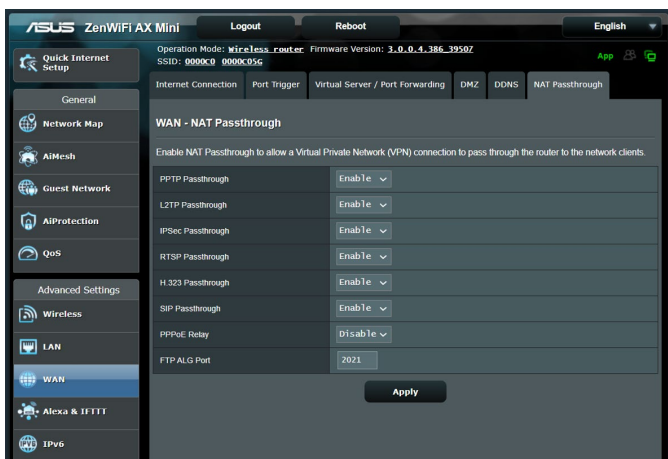 ASUS ZenWiFi AX Mini Logout Reboot English
Quick Internet Setup
Operation Mode: Wireless router Firmware Version: 3.0.0.4.386_39507
SSID: 0000C0 0000C05G
App
Internet Connection Port Trigger Virtual Server / Port Forwarding DMZ DDNS NAT Passthrough
General
Network Map
AiMesh
Guest Network
AiProtection
QoS
Advanced Settings
Wireless
LAN
WAN
Alexa & IFTTT
IPv6
WAN - NAT Passthrough
Enable NAT Passthrough to allow a Virtual Private Network (VPN) connection to pass through the router to the network clients.
PPTP Passthrough Enable
L2TP Passthrough Enable
IPSec Passthrough Enable
RTSP Passthrough Enable
H.323 Passthrough Enable
SIP Passthrough Enable
PPPoE Relay Disable
FTP ALG Port 2021
Apply